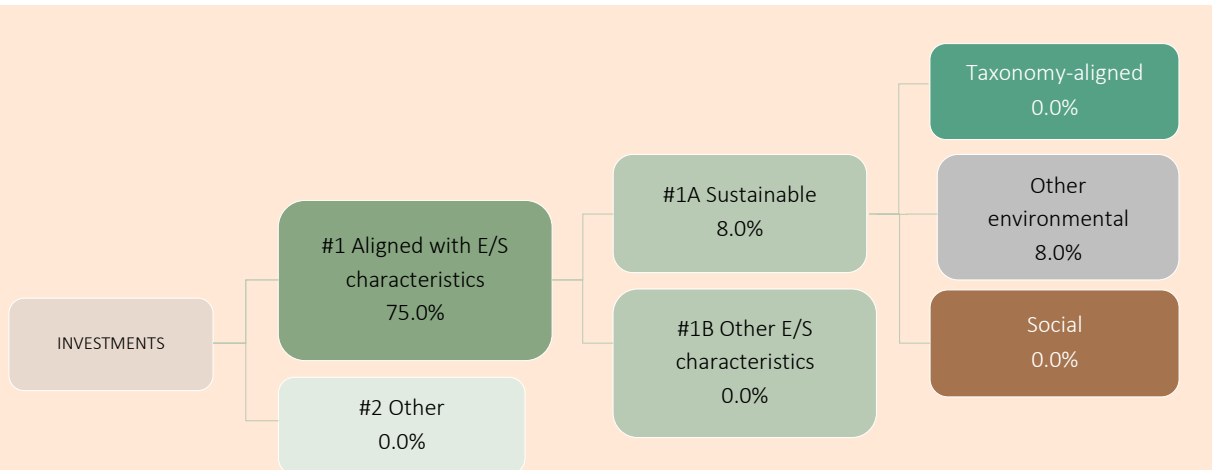 INVESTMENTS
#1 Aligned with E/S
characteristics
75.0%
#2 Other
0.0%
#1A Sustainable
8.0%
#1B Other E/S
characteristics
0.0%
Taxonomy-aligned
0.0%
Other
environmental
8.0%
Social
0.0%